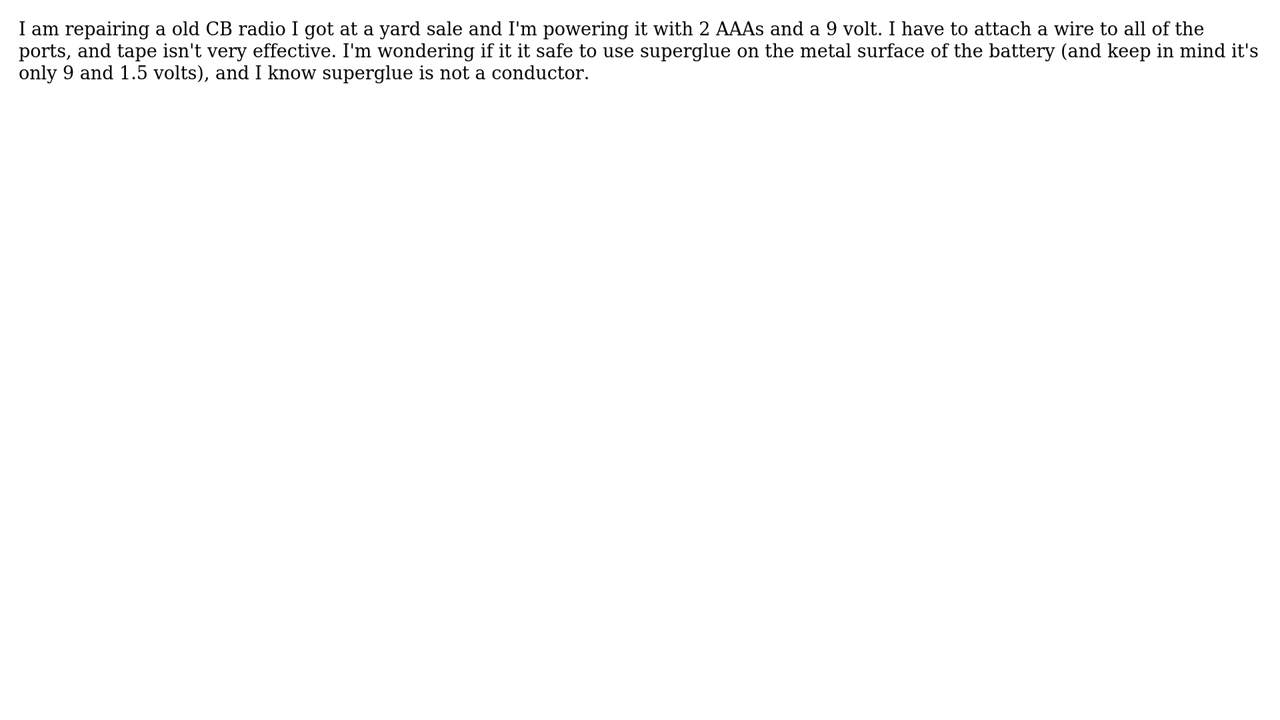 I am repairing a old CB radio I got at a yard sale and I'm powering it with 2 AAAs and a 9 volt. I have to attach a wire to all of the
ports, and tape isn't very effective. I'm wondering if it it safe to use superglue on the metal surface of the battery (and keep in mind it's
only 9 and 1.5 volts), and I know superglue is not a conductor.